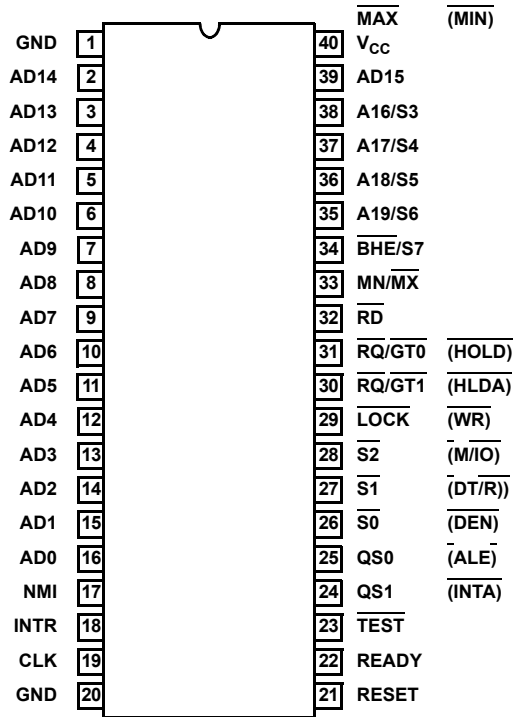 MAX (MIN)
GND 1 40 VCC
AD14 2 39 AD15
AD13 3 38 A16/S3
AD12 4 37 A17/S4
AD11 5 36 A18/S5
AD10 6 35 A19/S6
AD9 7 34 BHE/S7
AD8 8 33 MN/MX
AD7 9 32 RD
AD6 10 31 RQ/GT0 (HOLD)
AD5 11 30 RQ/GT1 (HLDA)
AD4 12 29 LOCK (WR)
AD3 13 28 S2 (M/IO)
AD2 14 27 S1 (DT/R))
AD1 15 26 S0 (DEN)
AD0 16 25 QS0 (ALE)
NMI 17 24 QS1 (INTA)
INTR 18 23 TEST
CLK 19 22 READY
GND 20 21 RESET